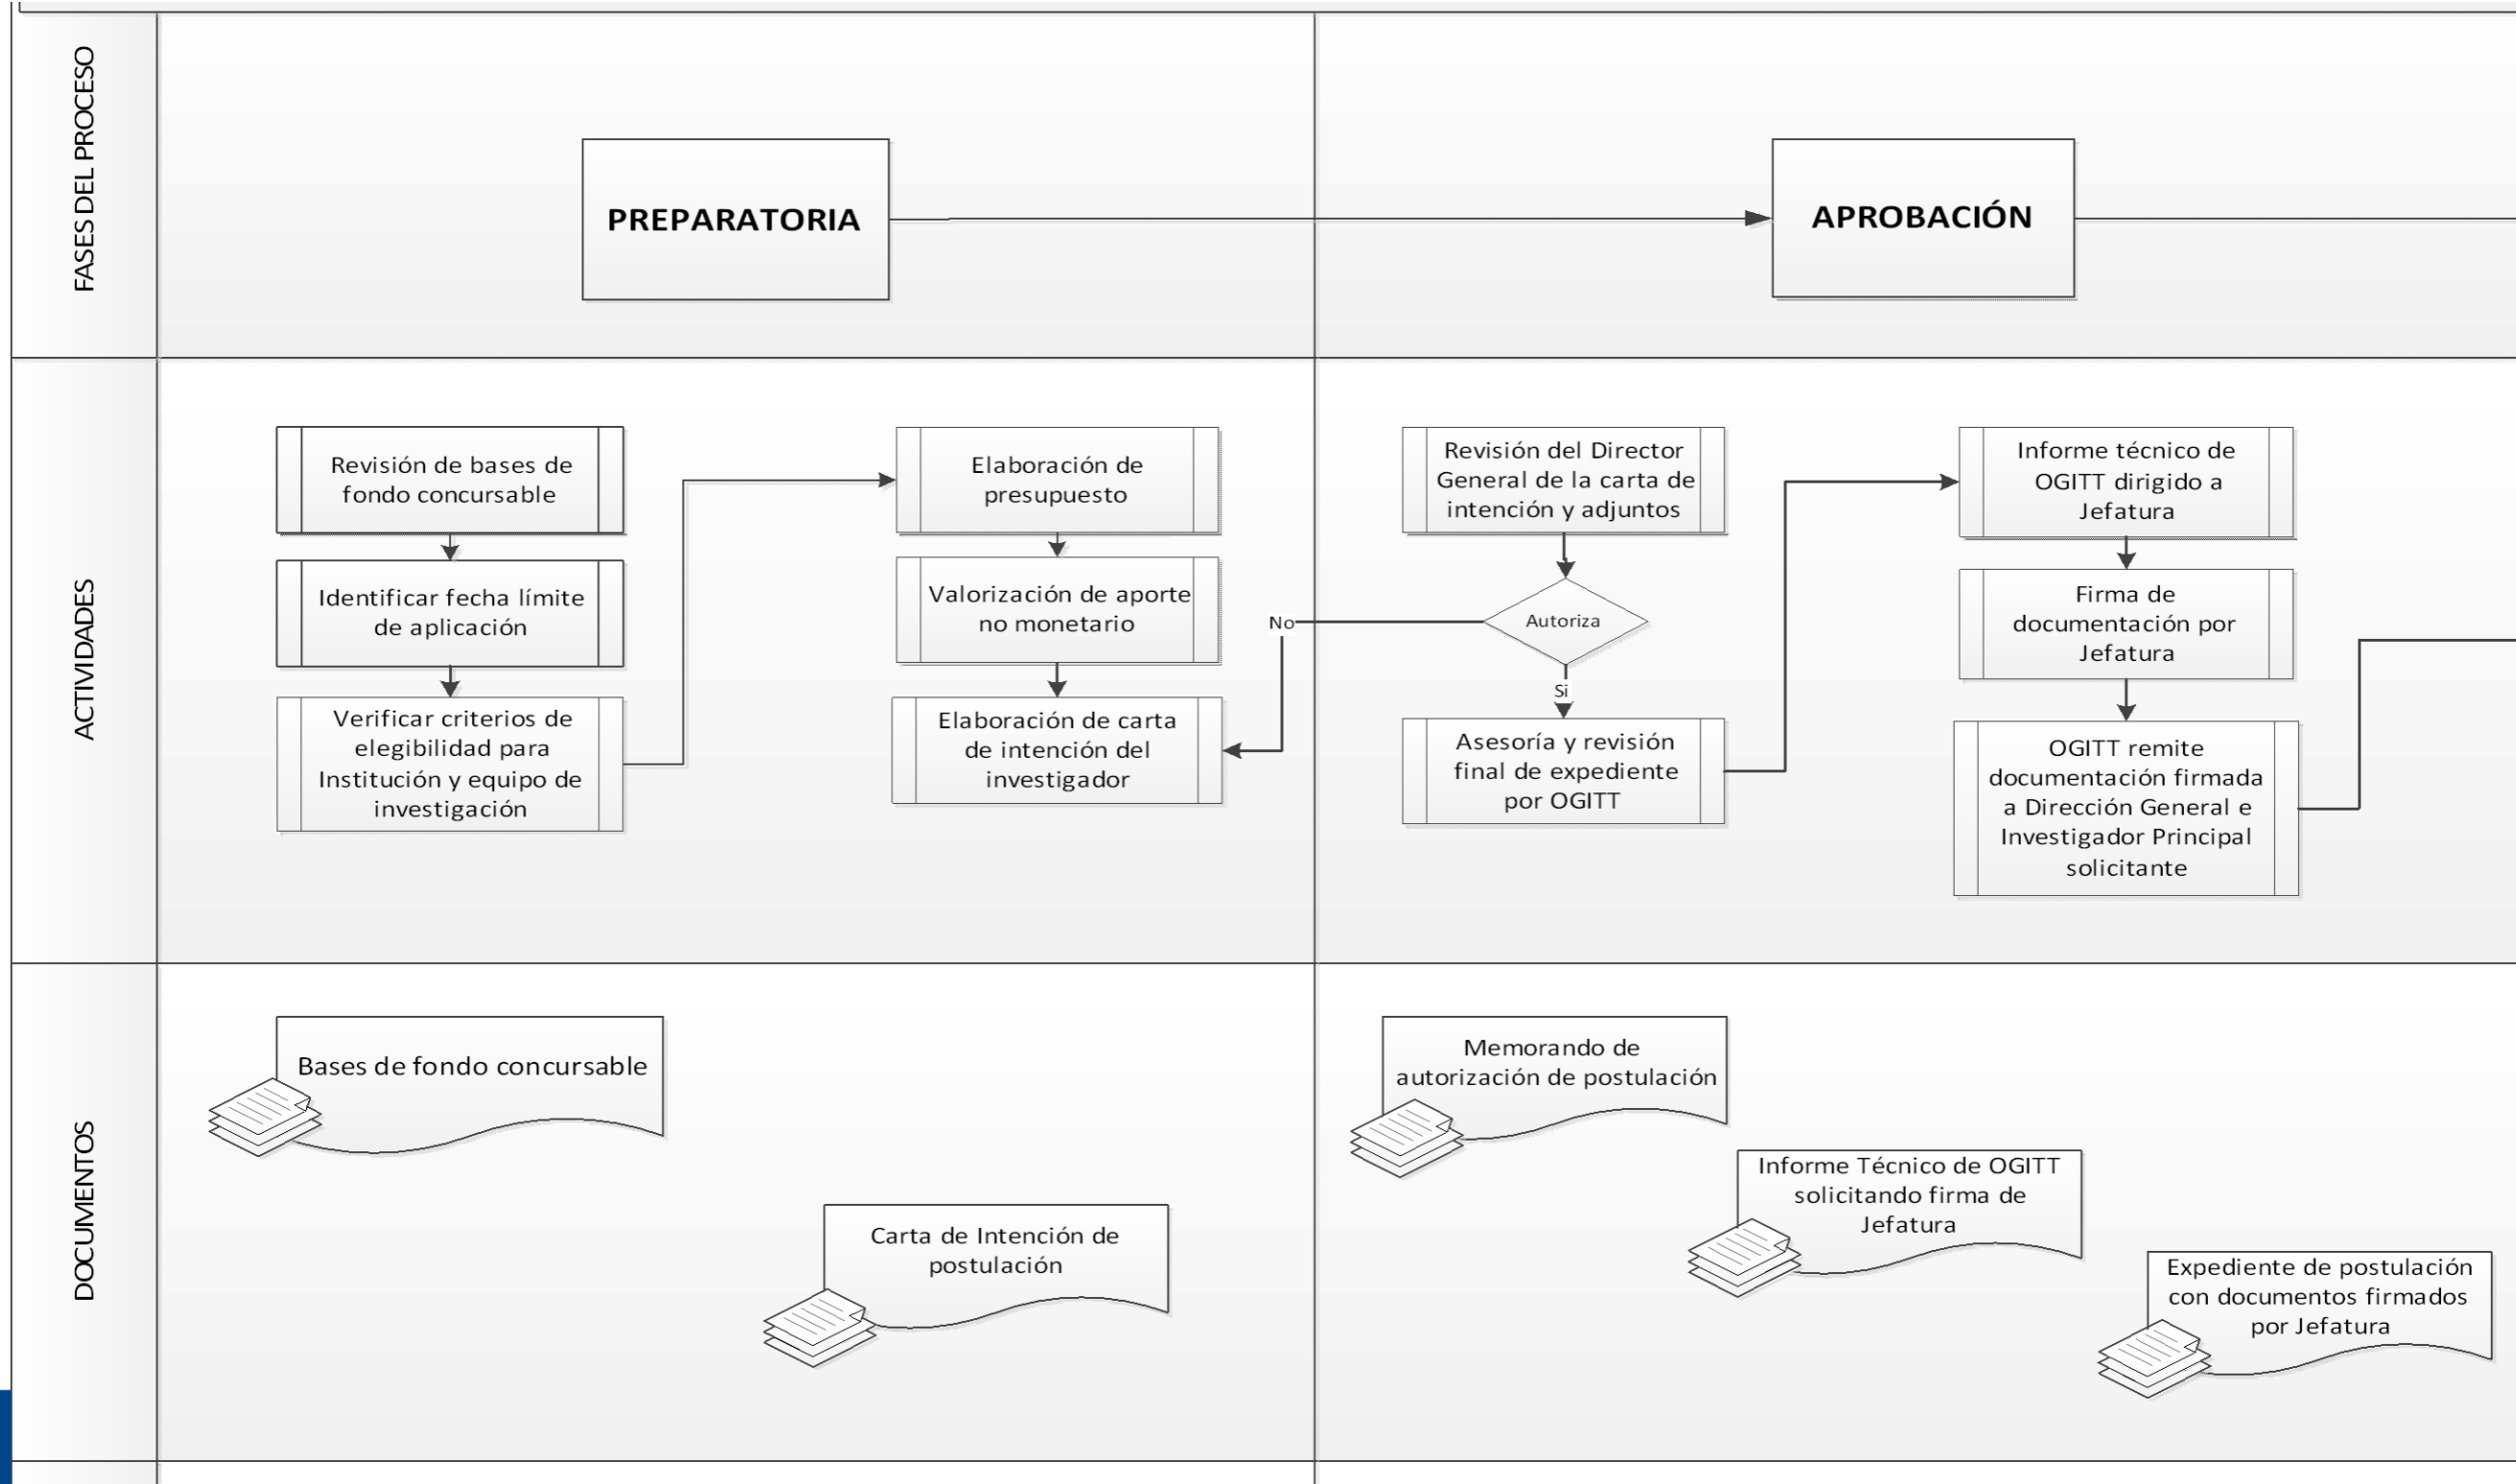 FASES DEL PROCESO
PREPARATORIA
APROBACIÓN
ACTIVIDADES
Revisión de bases de
fondo concursable
Identificar fecha límite
de aplicación
Verificar criterios de
elegibilidad para
Institución y equipo de
investigación
Elaboración de
presupuesto
Valorización de aporte
no monetario
Elaboración de carta
de intención del
investigador
Revisión del Director
General de la carta de
intención y adjuntos
Autoriza
No
Si
Asesoría y revisión
final de expediente
por OGITT
Informe técnico de
OGITT dirigido a
Jefatura
Firma de
documentación por
Jefatura
OGITT remite
documentación firmada
a Dirección General e
Investigador Principal
solicitante
DOCUMENTOS
Bases de fondo concursable
Carta de Intención de
postulación
Memorando de
autorización de postulación
Informe Técnico de OGITT
solicitando firma de
Jefatura
Expediente de postulación
con documentos firmados
por Jefatura